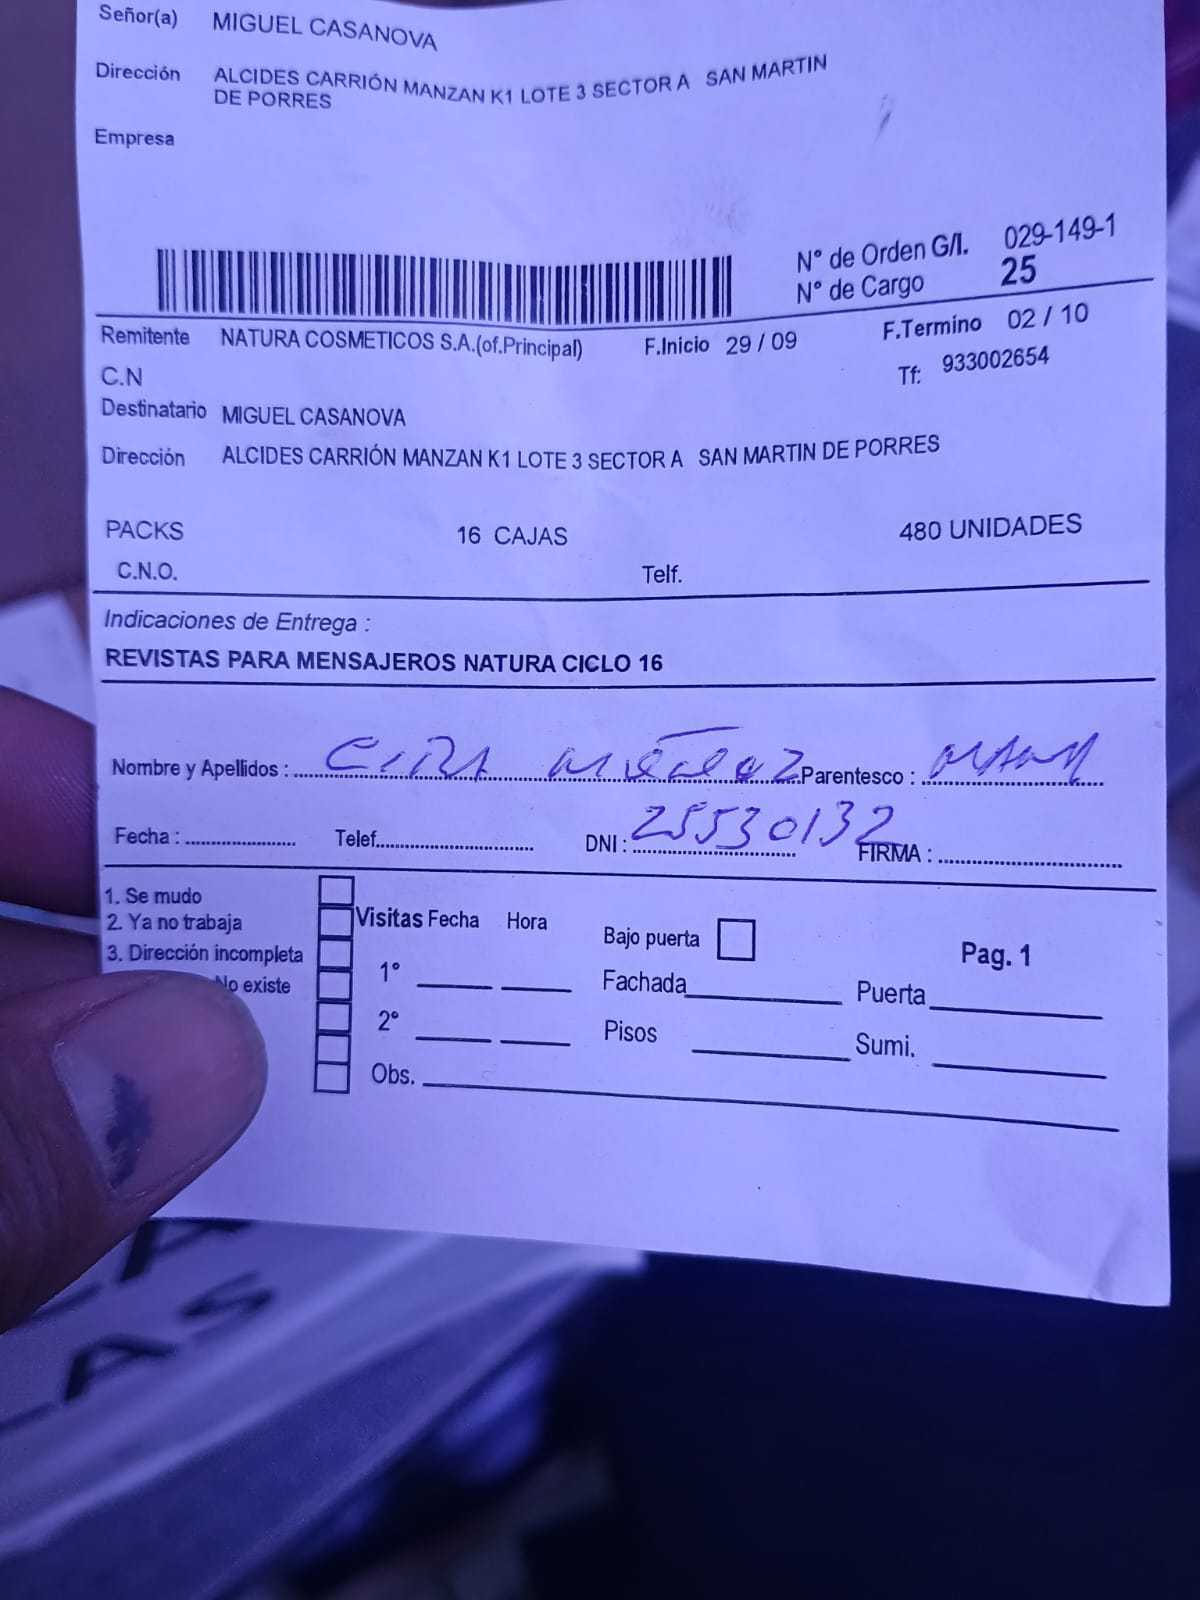 Señor(a) MIGUEL CASANOVA
Dirección ALCIDES CARRIÓN MANZAN K1 LOTE 3 SECTOR A SAN MARTIN
DE PORRES
Empresa
N° de Orden G/l. 029-149-1
N° de Cargo 25
Remitente NATURA COSMETICOS S.A.(of.Principal) F.Inicio 29 / 09 F.Termino 02 / 10
C.N Tf: 933002654
Destinatario MIGUEL CASANOVA
Dirección ALCIDES CARRIÓN MANZAN K1 LOTE 3 SECTOR A SAN MARTIN DE PORRES
PACKS 16 CAJAS 480 UNIDADES
C.N.O. Telf.
Indicaciones de Entrega :
REVISTAS PARA MENSAJEROS NATURA CICLO 16
Nombre y Apellidos : Parentesco :
Fecha : Telef. DNI : 25530132 FIRMA :
1. Se mudo
2. Ya no trabaja Visitas Fecha Hora Bajo puerta Pag. 1
3. Dirección incompleta
No existe 1° Fachada Puerta
2° Pisos Sumi.
Obs.